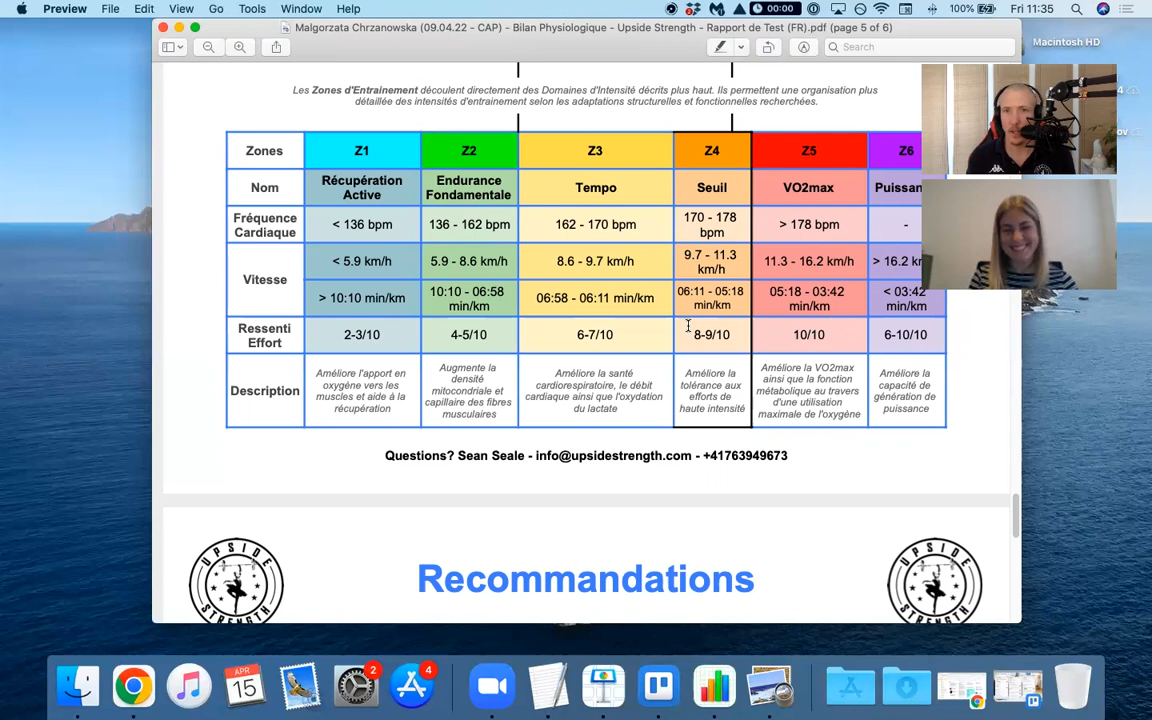 Preview File Edit View Go Tools Window Help 00:00 100% Fri 11:35
Malgorzata Chrzanowska (09.04.22 - CAP) - Bilan Physiologique - Upside Strength - Rapport de Test (FR).pdf (page 5 of 6)
Macintosh HD
Search
Les Zones d'Entrainement découlent directement des Domaines d'Intensité décrits plus haut. Ils permettent une organisation plus
détaillée des intensités d'entrainement selon les adaptations structurelles et fonctionnelles recherchées.
Zones Z1 Z2 Z3 Z4 Z5 Z6
Nom Récupération Active Endurance Fondamentale Tempo Seuil VO2max Puissan
Fréquence Cardiaque < 136 bpm 136 - 162 bpm 162 - 170 bpm 170 - 178 bpm > 178 bpm -
Vitesse < 5.9 km/h 5.9 - 8.6 km/h 8.6 - 9.7 km/h 9.7 - 11.3 km/h 11.3 - 16.2 km/h > 16.2 k
> 10:10 min/km 10:10 - 06:58 min/km 06:58 - 06:11 min/km 06:11 - 05:18 min/km 05:18 - 03:42 min/km < 03:42 min/km
Ressenti Effort 2-3/10 4-5/10 6-7/10 8-9/10 10/10 6-10/10
Description Améliore l'apport en oxygène vers les muscles et aide à la récupération Augmente la densité mitocondriale et capillaire des fibres musculaires Améliore la santé cardiorespiratoire, le débit cardiaque ainsi que l'oxydation du lactate Améliore la tolérance aux efforts de haute intensité Améliore la VO2max ainsi que la fonction métabolique au travers d'une utilisation maximale de l'oxygène Améliore la capacité de génération de puissance
Questions? Sean Seale - info@upsidestrength.com - +41763949673
UPSIDE STRENGTH
Recommandations
UPSIDE STRENGTH
APR 15
2
4